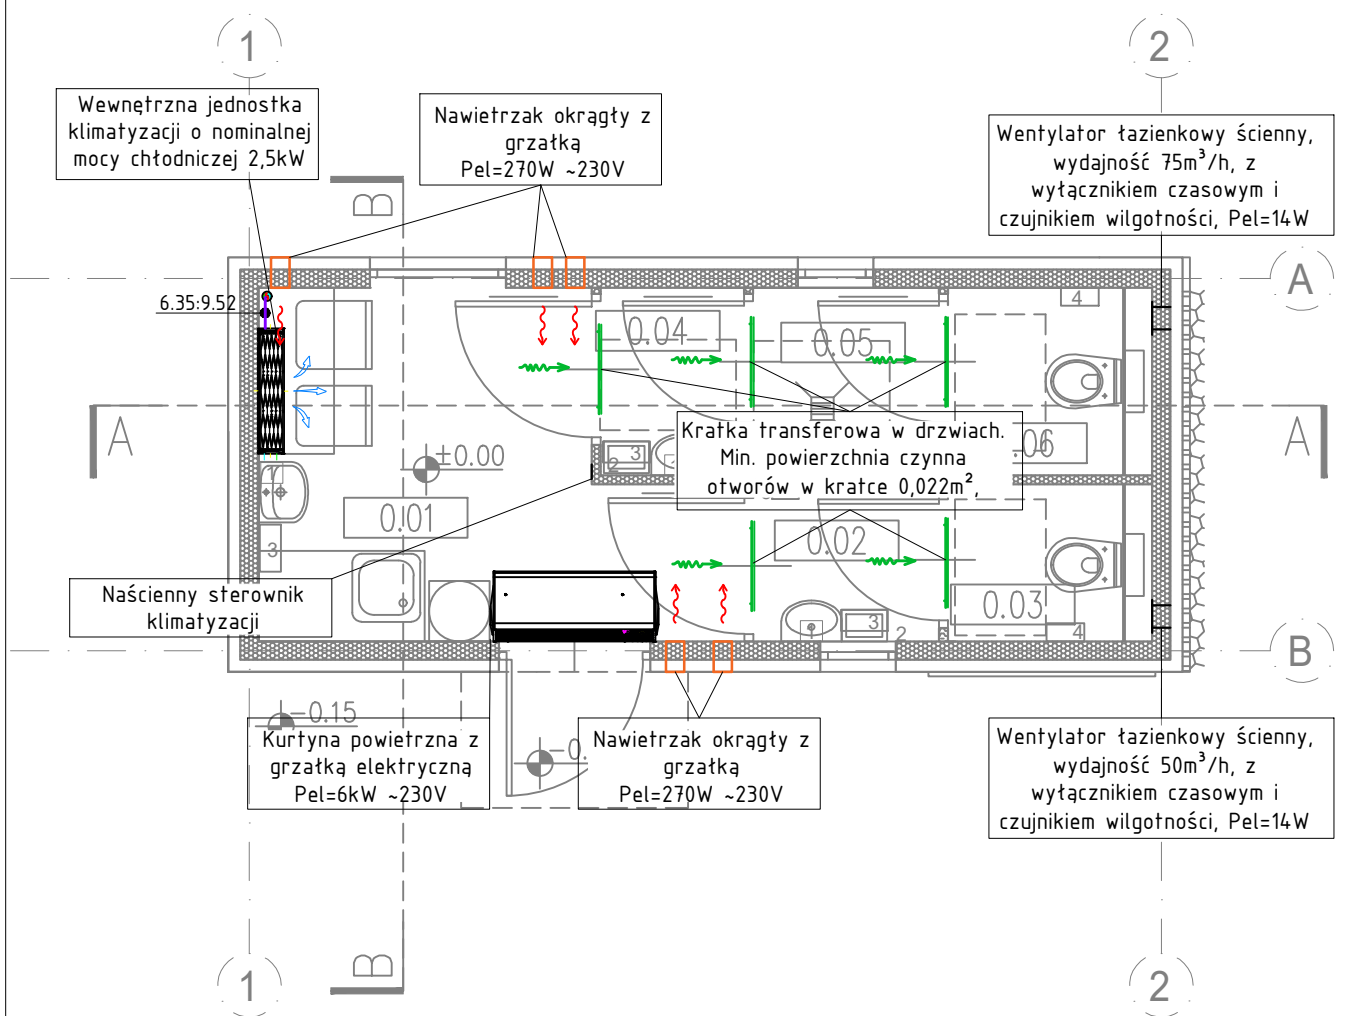 1
2
Wewnętrzna jednostka
klimatyzacji o nominalnej
mocy chłodniczej 2,5kW
Nawietrzak okrągły z
grzałką
Pel=270W ~230V
Wentylator łazienkowy ścienny,
wydajność 75m³/h, z
wyłącznikiem czasowym i
czujnikiem wilgotności, Pel=14W
B
A
6.35:9.52
4
0.04
0.05
A
A
Kratka transferowa w drzwiach.
Min. powierzchnia czynna
otworów w kratce 0,022m²,
.06
±0.00
2
3
1
0.01
0.02
3
Naścienny sterownik
klimatyzacji
0.03
1
3
2
4
B
-0.15
Kurtyna powietrzna z
grzałką elektryczną
Pel=6kW ~230V
-0.
Nawietrzak okrągły z
grzałką
Pel=270W ~230V
Wentylator łazienkowy ścienny,
wydajność 50m³/h, z
wyłącznikiem czasowym i
czujnikiem wilgotności, Pel=14W
B
1
2